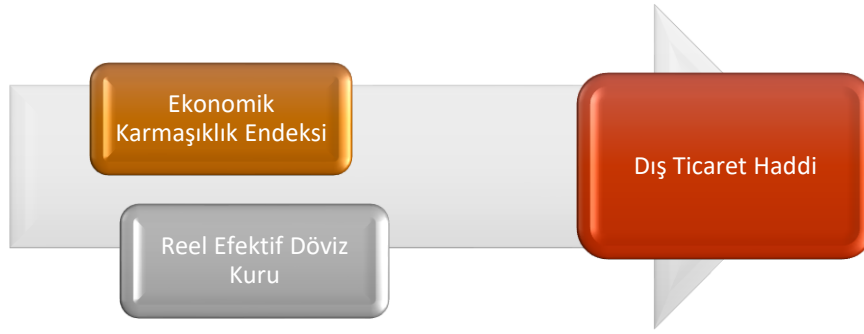 Ekonomik
Karmaşıklık Endeksi
Reel Efektif Döviz
Kuru
Dış Ticaret Haddi